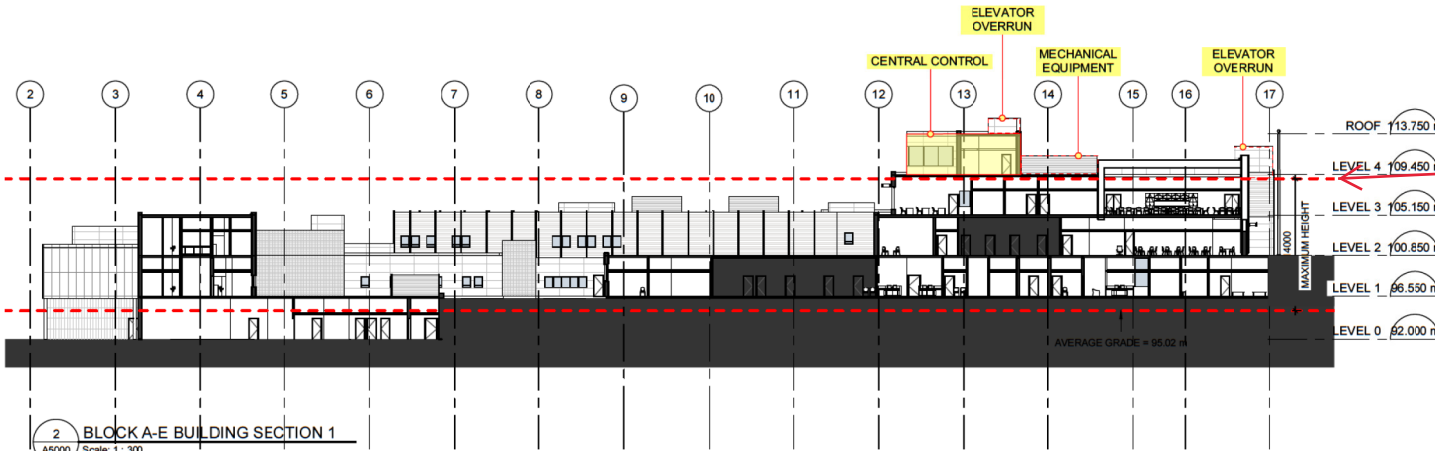 ELEVATOR
OVERRUN
CENTRAL CONTROL
MECHANICAL
EQUIPMENT
ELEVATOR
OVERRUN
2 3 4 5 6 7 8 9 10 11 12 13 14 15 16 17
ROOF 113.750
LEVEL 4 109.450
LEVEL 3 105.150
LEVEL 2 100.850
LEVEL 1 96.550
LEVEL 0 92.000
4000
MAXIMUM HEIGHT
AVERAGE GRADE = 95.02 m
2 BLOCK A-E BUILDING SECTION 1
A5000 Scale: 1 : 300